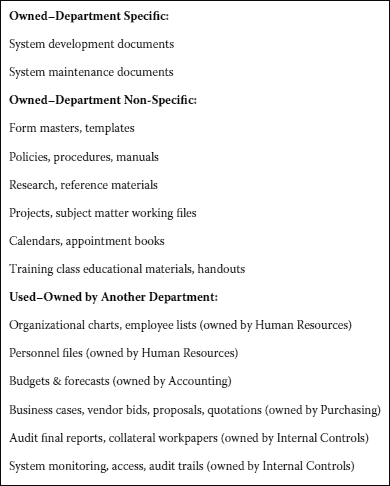 Owned–Department Specific:
System development documents
System maintenance documents
Owned–Department Non-Specific:
Form masters, templates
Policies, procedures, manuals
Research, reference materials
Projects, subject matter working files
Calendars, appointment books
Training class educational materials, handouts
Used–Owned by Another Department:
Organizational charts, employee lists (owned by Human Resources)
Personnel files (owned by Human Resources)
Budgets & forecasts (owned by Accounting)
Business cases, vendor bids, proposals, quotations (owned by Purchasing)
Audit final reports, collateral workpapers (owned by Internal Controls)
System monitoring, access, audit trails (owned by Internal Controls)